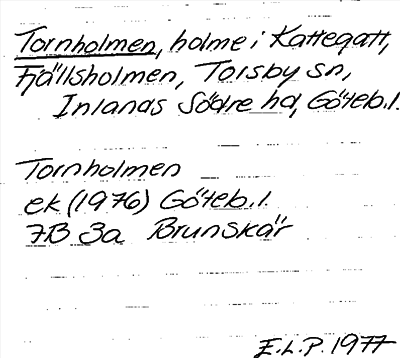 Tornholmen, holme i Kattegatt,
Fjällsholmen, Torsby sn,
Inlands Södre hd, Göteb.l.
Tornholmen
ek (1976) Göteb.l.
7B 3a Brunskär
E.L.P. 1977